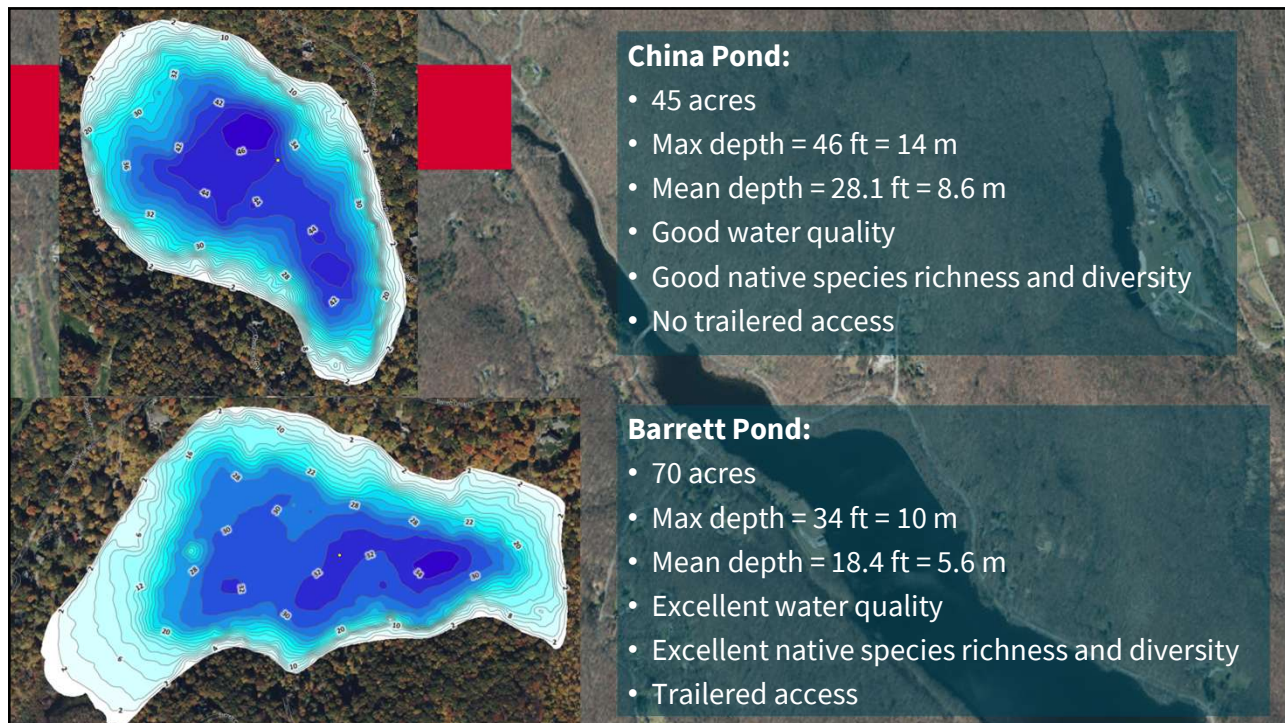 China Pond:
• 45 acres
• Max depth = 46 ft = 14 m
• Mean depth = 28.1 ft = 8.6 m
• Good water quality
• Good native species richness and diversity
• No trailered access
Barrett Pond:
• 70 acres
• Max depth = 34 ft = 10 m
• Mean depth = 18.4 ft = 5.6 m
• Excellent water quality
• Excellent native species richness and diversity
• Trailered access